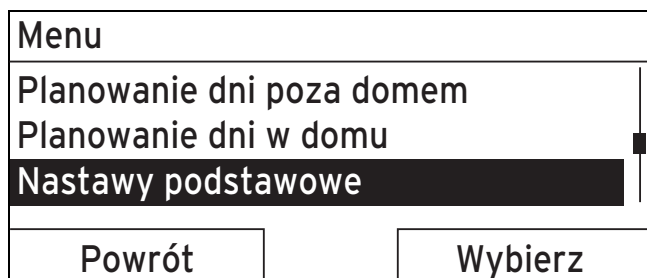 Menu
Planowanie dni poza domem
Planowanie dni w domu
Nastawy podstawowe
Powrót Wybierz